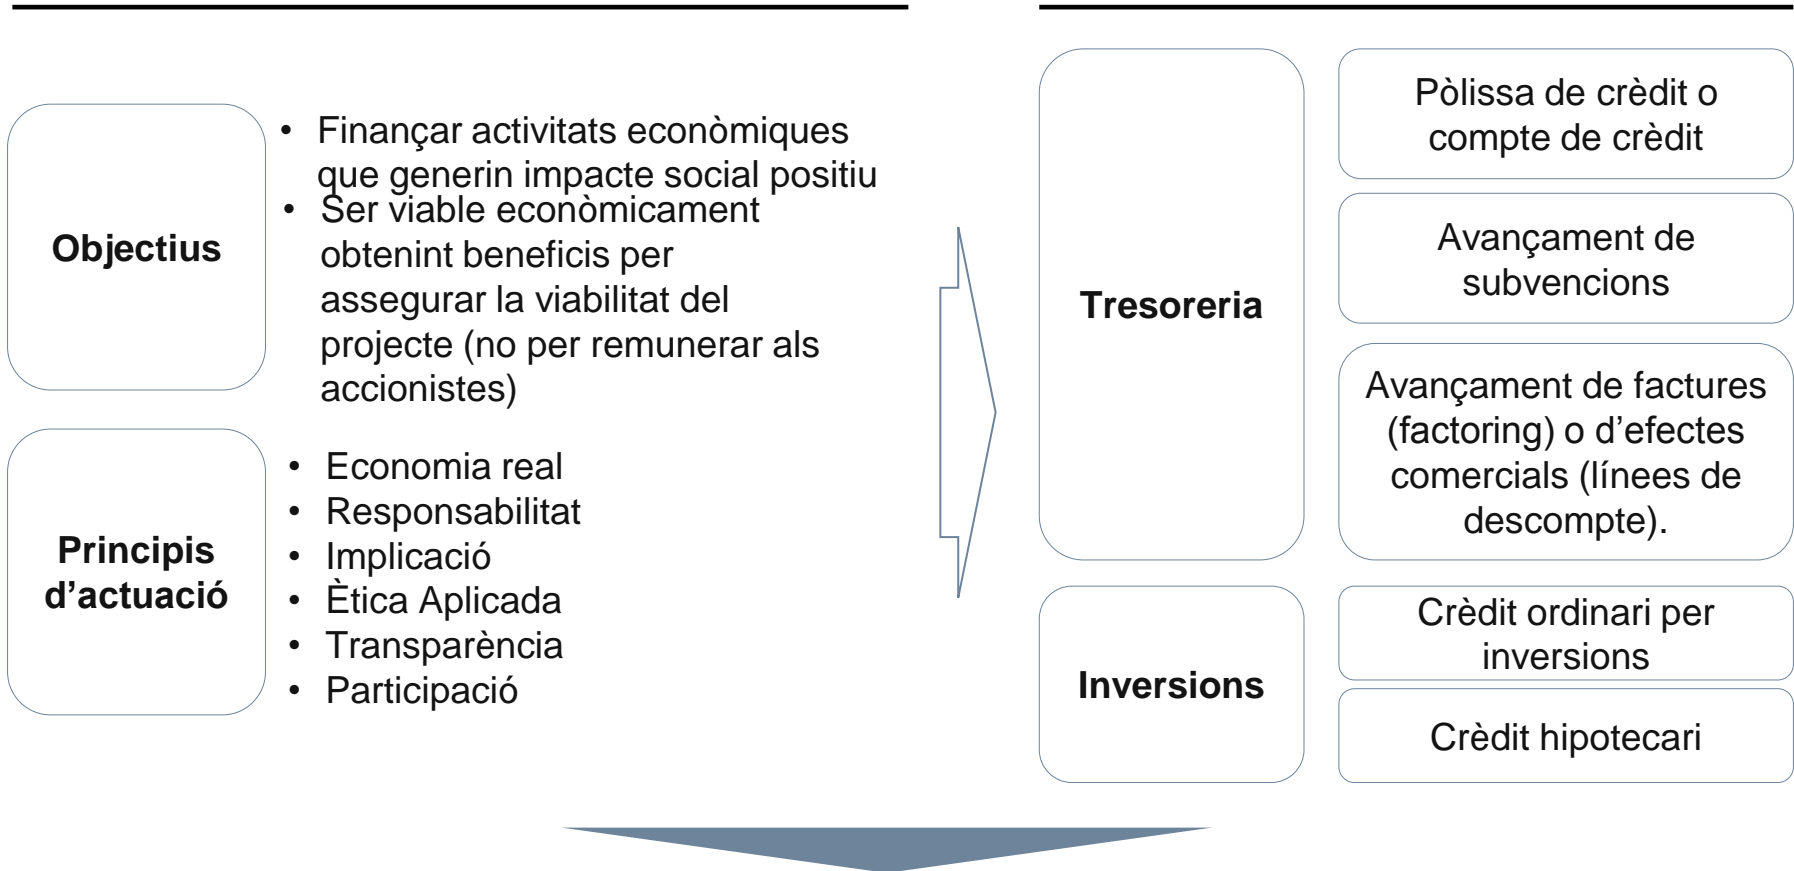 Objectius
• Finançar activitats econòmiques
que generin impacte social positiu
• Ser viable econòmicament
obtenint beneficis per
assegurar la viabilitat del
projecte (no per remunerar als
accionistes)
Principis
d’actuació
• Economia real
• Responsabilitat
• Implicació
• Ètica Aplicada
• Transparència
• Participació
Tresoreria
Pòlissa de crèdit o
compte de crèdit
Avançament de
subvencions
Avançament de factures
(factoring) o d’efectes
comercials (línees de
descompte).
Inversions
Crèdit ordinari per
inversions
Crèdit hipotecari